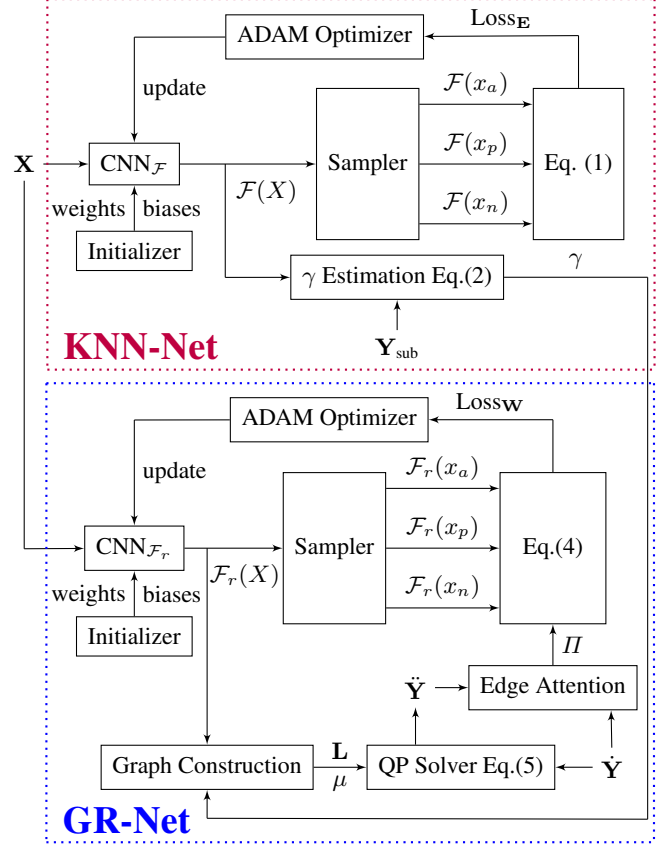 Loss_E
ADAM Optimizer
update
F(x_a)
X
CNN_F
F(X)
Sampler
F(x_p)
Eq. (1)
weights biases
F(x_n)
Initializer
γ Estimation Eq.(2)
γ
KNN-Net
Y_sub
Loss_W
ADAM Optimizer
update
F_r(x_a)
CNN_{F_r}
F_r(X)
Sampler
F_r(x_p)
Eq.(4)
weights biases
F_r(x_n)
Initializer
Π
Ÿ
Edge Attention
Graph Construction
L
μ
QP Solver Eq.(5)
Ẏ
GR-Net